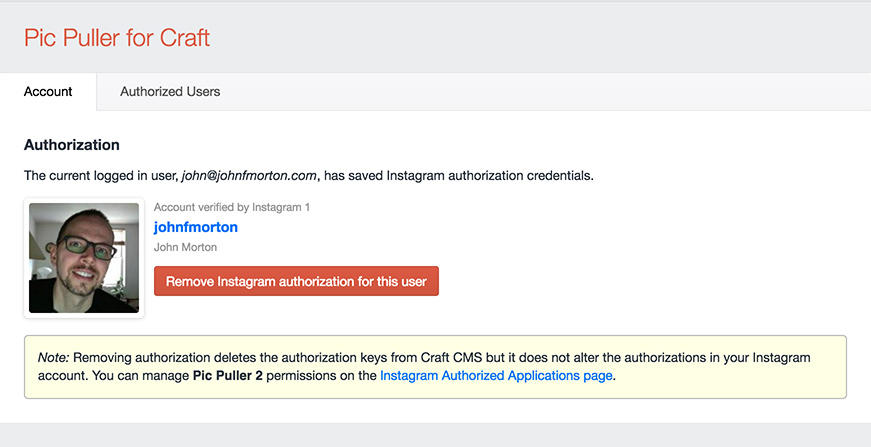 Pic Puller for Craft
Account
Authorized Users
Authorization
The current logged in user, john@johnfmorton.com, has saved Instagram authorization credentials.
Account verified by Instagram 1
johnfmorton
John Morton
Remove Instagram authorization for this user
Note: Removing authorization deletes the authorization keys from Craft CMS but it does not alter the authorizations in your Instagram
account. You can manage Pic Puller 2 permissions on the Instagram Authorized Applications page.